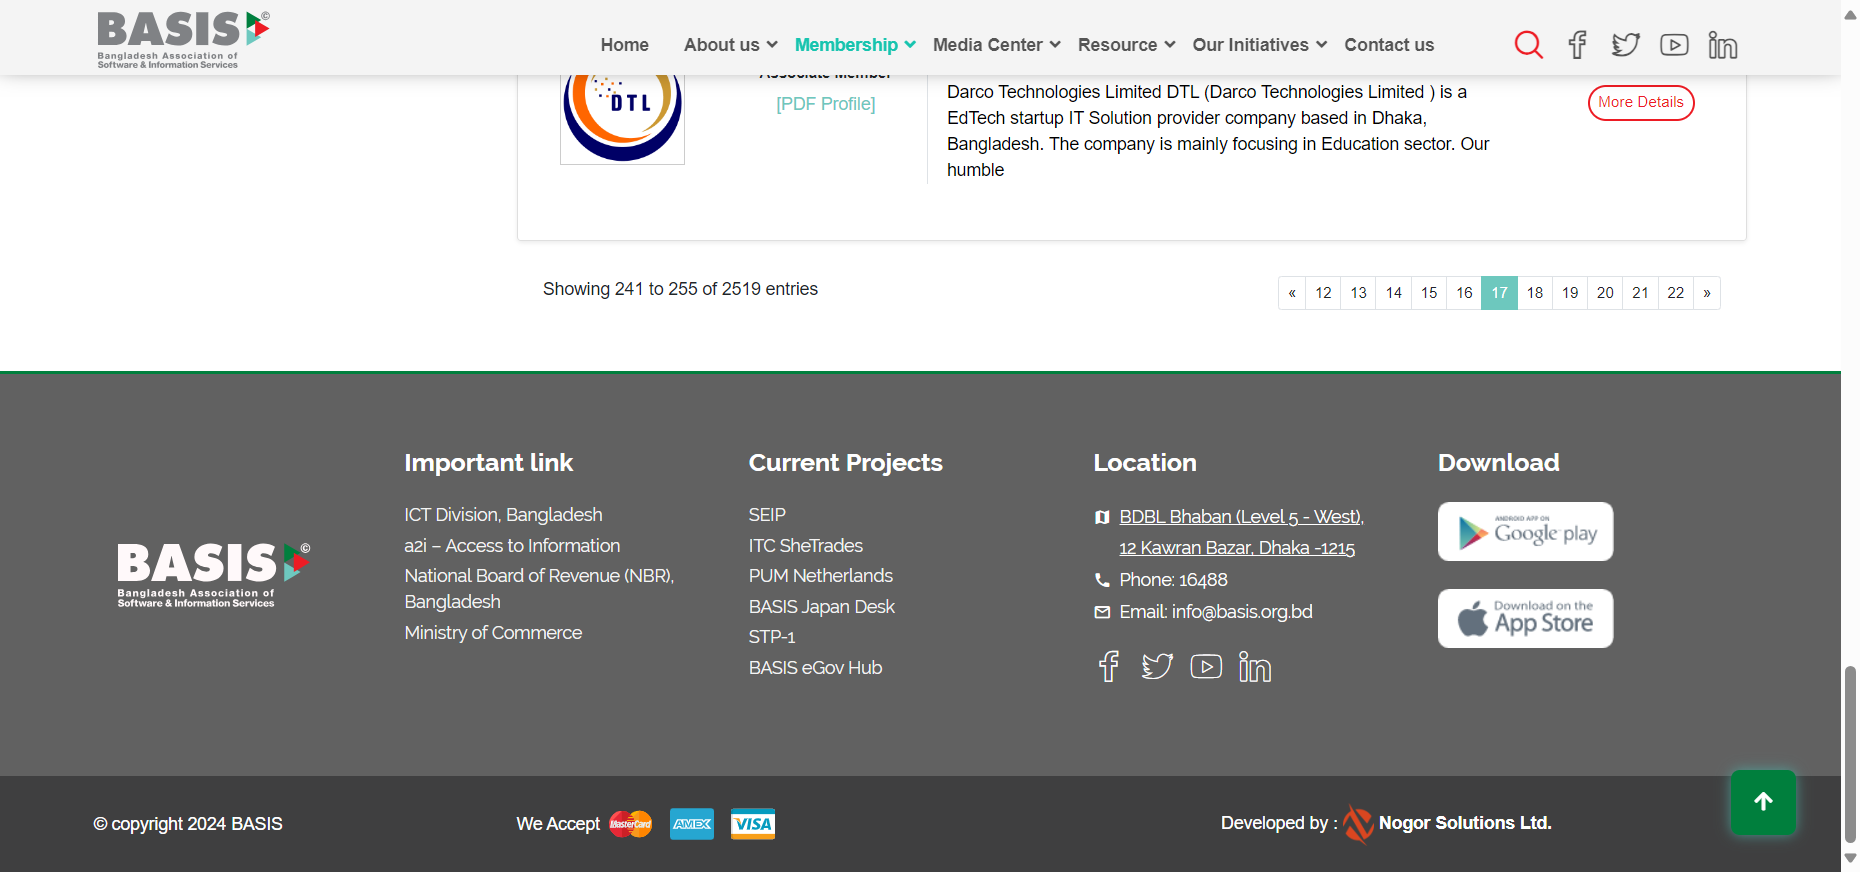 BASIS ©
Bangladesh Association of
Software & Information Services
Home
About us
Membership
Media Center
Resource
Our Initiatives
Contact us
DTL
Associate Member
[PDF Profile]
Darco Technologies Limited DTL (Darco Technologies Limited ) is a
EdTech startup IT Solution provider company based in Dhaka,
Bangladesh. The company is mainly focusing in Education sector. Our
humble
More Details
Showing 241 to 255 of 2519 entries
« 12 13 14 15 16 17 18 19 20 21 22 »
BASIS ©
Bangladesh Association of
Software & Information Services
Important link
ICT Division, Bangladesh
a2i – Access to Information
National Board of Revenue (NBR),
Bangladesh
Ministry of Commerce
Current Projects
SEIP
ITC SheTrades
PUM Netherlands
BASIS Japan Desk
STP-1
BASIS eGov Hub
Location
BDBL Bhaban (Level 5 - West),
12 Kawran Bazar, Dhaka -1215
Phone: 16488
Email: info@basis.org.bd
Download
ANDROID APP ON
Google play
Download on the
App Store
© copyright 2024 BASIS
We Accept MasterCard AMEX VISA
Developed by : Nogor Solutions Ltd.